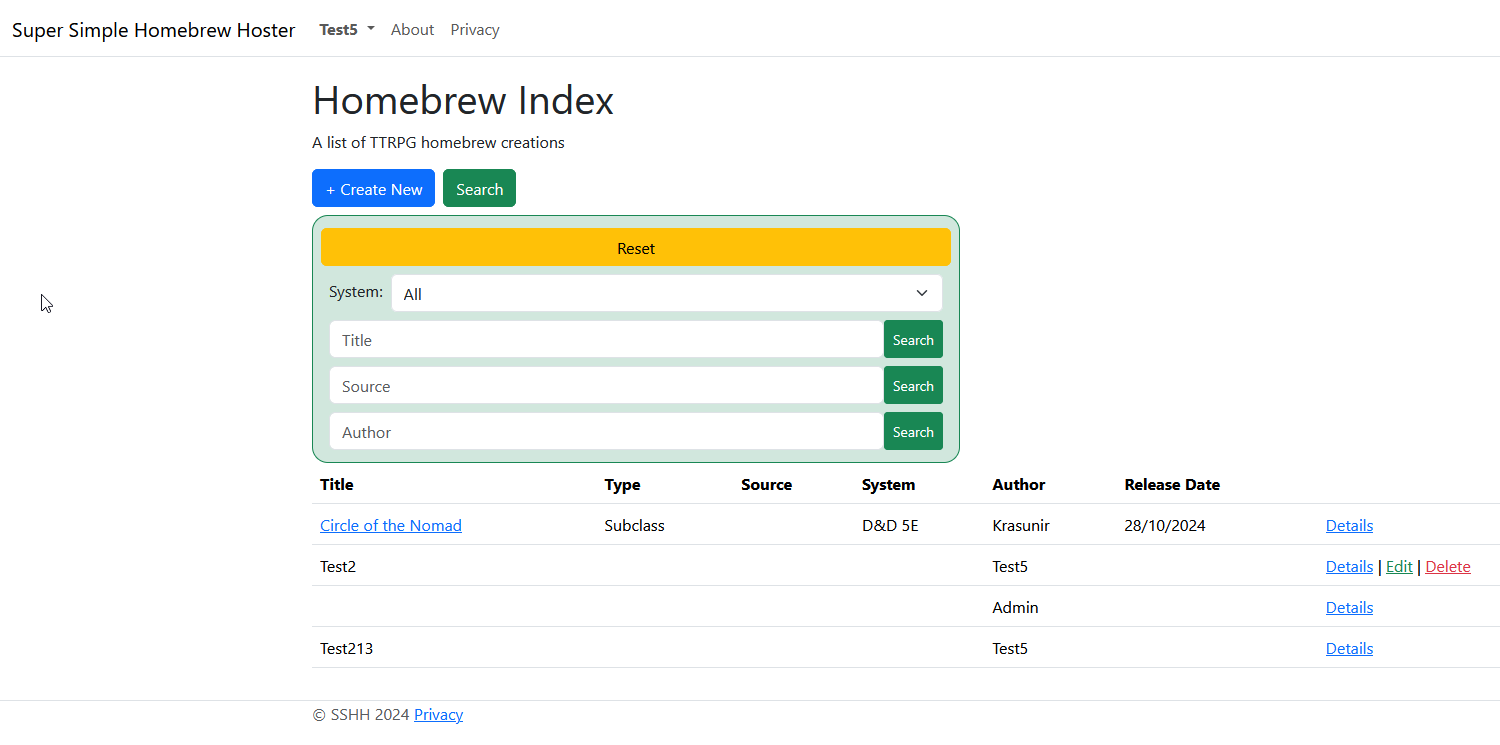 Super Simple Homebrew Hoster Test5 About Privacy
Homebrew Index
A list of TTRPG homebrew creations
+ Create New Search
Reset
System: All
Title Search
Source Search
Author Search
Title Type Source System Author Release Date
Circle of the Nomad Subclass D&D 5E Krasunir 28/10/2024 Details
Test2 Test5 Details | Edit | Delete
Admin Details
Test213 Test5 Details
© SSHH 2024 Privacy